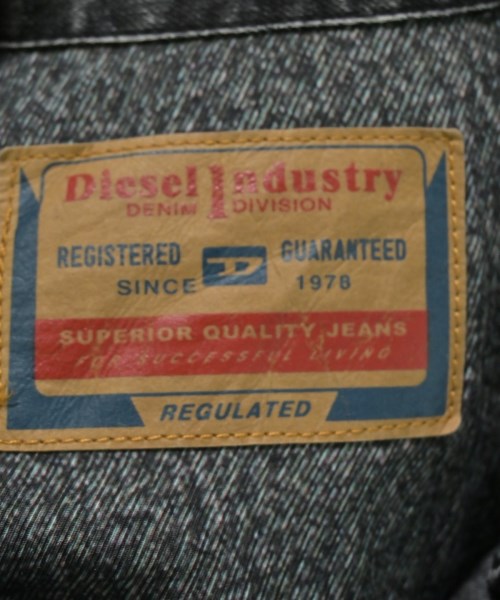 Diesel Industry
DENIM DIVISION
REGISTERED D GUARANTEED
SINCE 1978
SUPERIOR QUALITY JEANS
FOR SUCCESSFUL LIVING
REGULATED